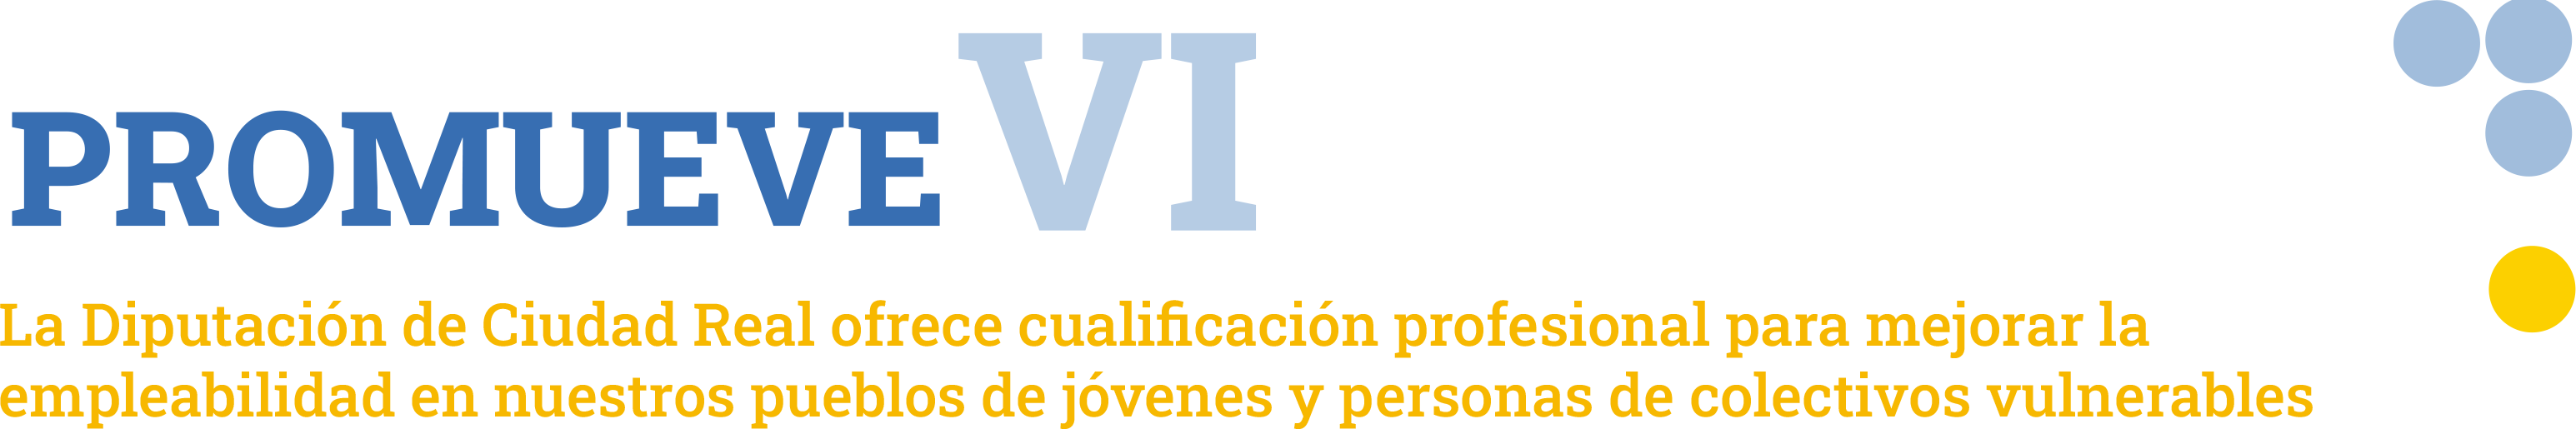 PROMUEVE VI
La Diputación de Ciudad Real ofrece cualificación profesional para mejorar la
empleabilidad en nuestros pueblos de jóvenes y personas de colectivos vulnerables